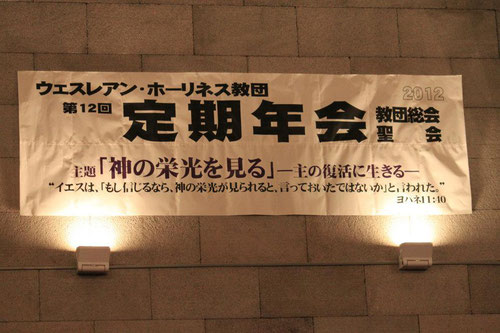 ウェスレアン・ホーリネス教団 2012
第12回 定期年会 教団総会
聖会
主題「神の栄光を見る」―主の復活に生きる―
“イエスは、「もし信じるなら、神の栄光が見られると、言っておいたではないか」と言われた。”
ヨハネ11:40